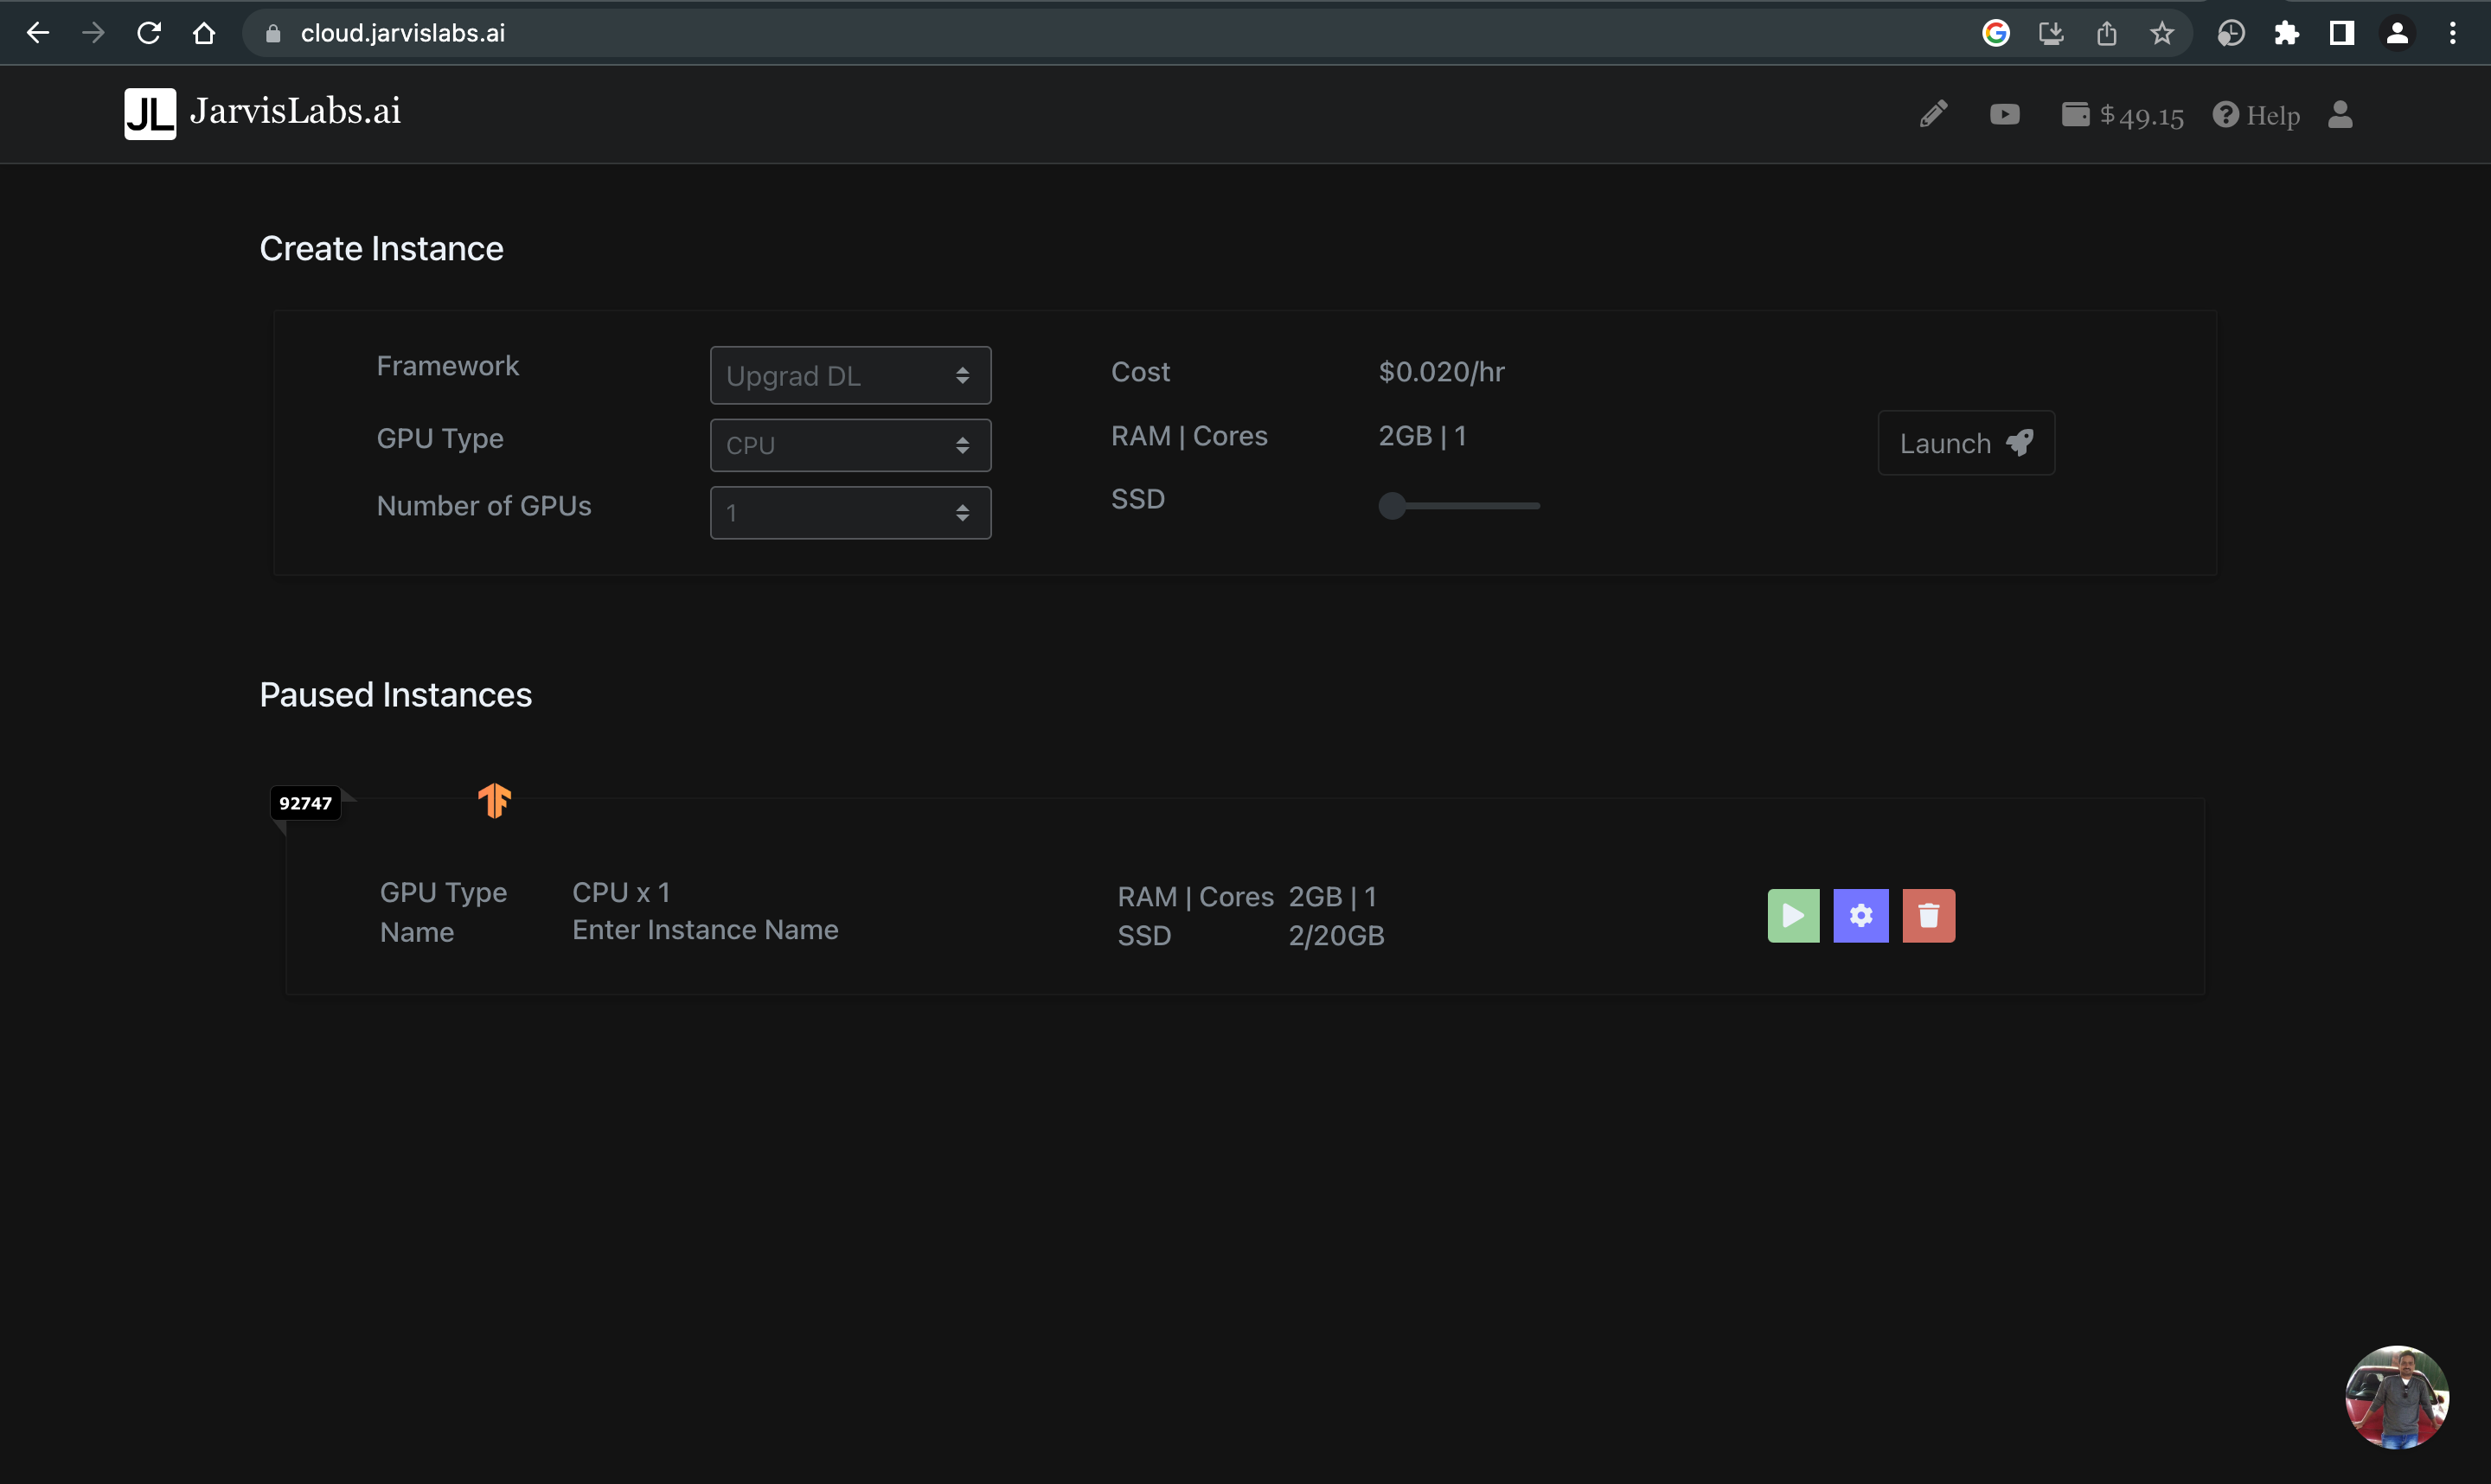 cloud.jarvislabs.ai
JL JarvisLabs.ai
$ 49.15
Help
Create Instance
Framework
Upgrad DL
Cost
$0.020/hr
GPU Type
CPU
RAM | Cores
2GB | 1
Launch
Number of GPUs
1
SSD
Paused Instances
92747
GPU Type
CPU x 1
RAM | Cores
2GB | 1
Name
Enter Instance Name
SSD
2/20GB